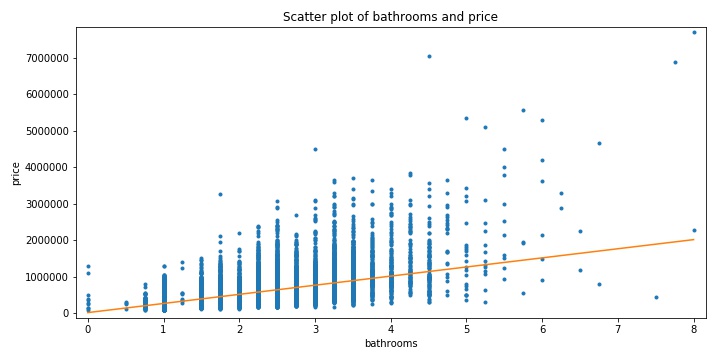 Scatter plot of bathrooms and price
price
7000000
6000000
5000000
4000000
3000000
2000000
1000000
0
0 1 2 3 4 5 6 7 8
bathrooms